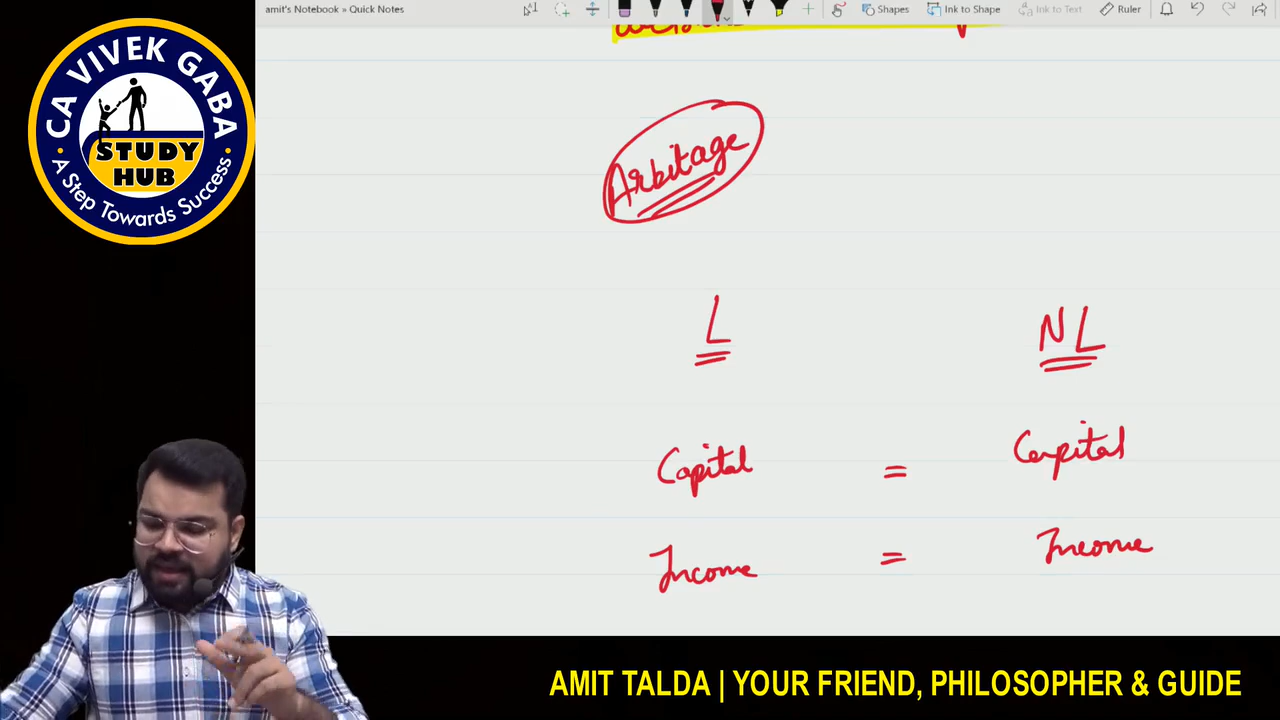 amit's Notebook » Quick Notes
Shapes
Ink to Shape
Ink to Text
Ruler
CA VIVEK GABA
STUDY
HUB
• A Step Towards Success •
Arbitage
L NL
Capital = Capital
Income = Income
AMIT TALDA | YOUR FRIEND, PHILOSOPHER & GUIDE